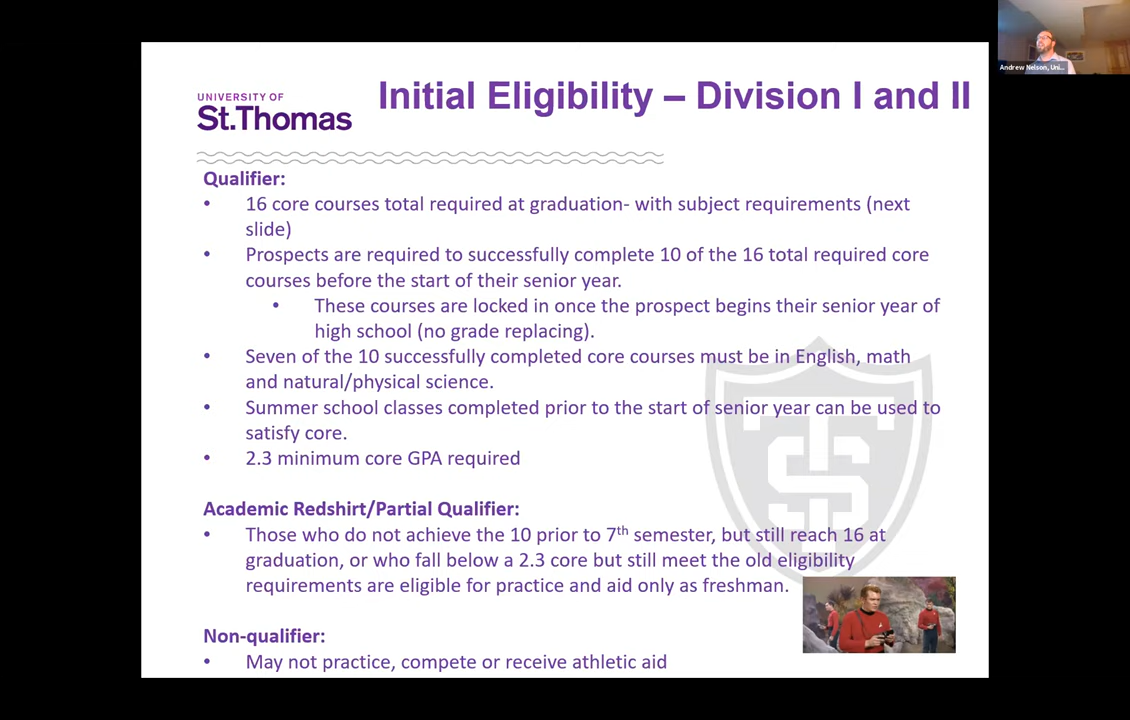 Andrew Nelson, Uni...
UNIVERSITY OF
St.Thomas
Initial Eligibility – Division I and II
Qualifier:
• 16 core courses total required at graduation- with subject requirements (next
slide)
• Prospects are required to successfully complete 10 of the 16 total required core
courses before the start of their senior year.
• These courses are locked in once the prospect begins their senior year of
high school (no grade replacing).
• Seven of the 10 successfully completed core courses must be in English, math
and natural/physical science.
• Summer school classes completed prior to the start of senior year can be used to
satisfy core.
• 2.3 minimum core GPA required
Academic Redshirt/Partial Qualifier:
• Those who do not achieve the 10 prior to 7th semester, but still reach 16 at
graduation, or who fall below a 2.3 core but still meet the old eligibility
requirements are eligible for practice and aid only as freshman.
Non-qualifier:
• May not practice, compete or receive athletic aid